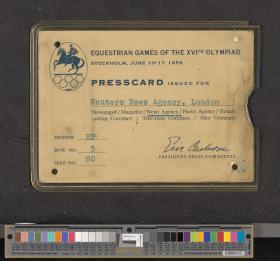 EQUESTRIAN GAMES OF THE XVITH OLYMPIAD
STOCKHOLM, JUNE 10-17 1956
PRESSCARD ISSUED FOR
Reuters News Agency, London
Newspaper / Magazine / News Agency / Photo Agency / Broad-
casting Company / Television Company / Film Company
SECTION BP
ROW NO. 5
SEAT NO. 80
PRESIDENT PRESS COMMITTEE